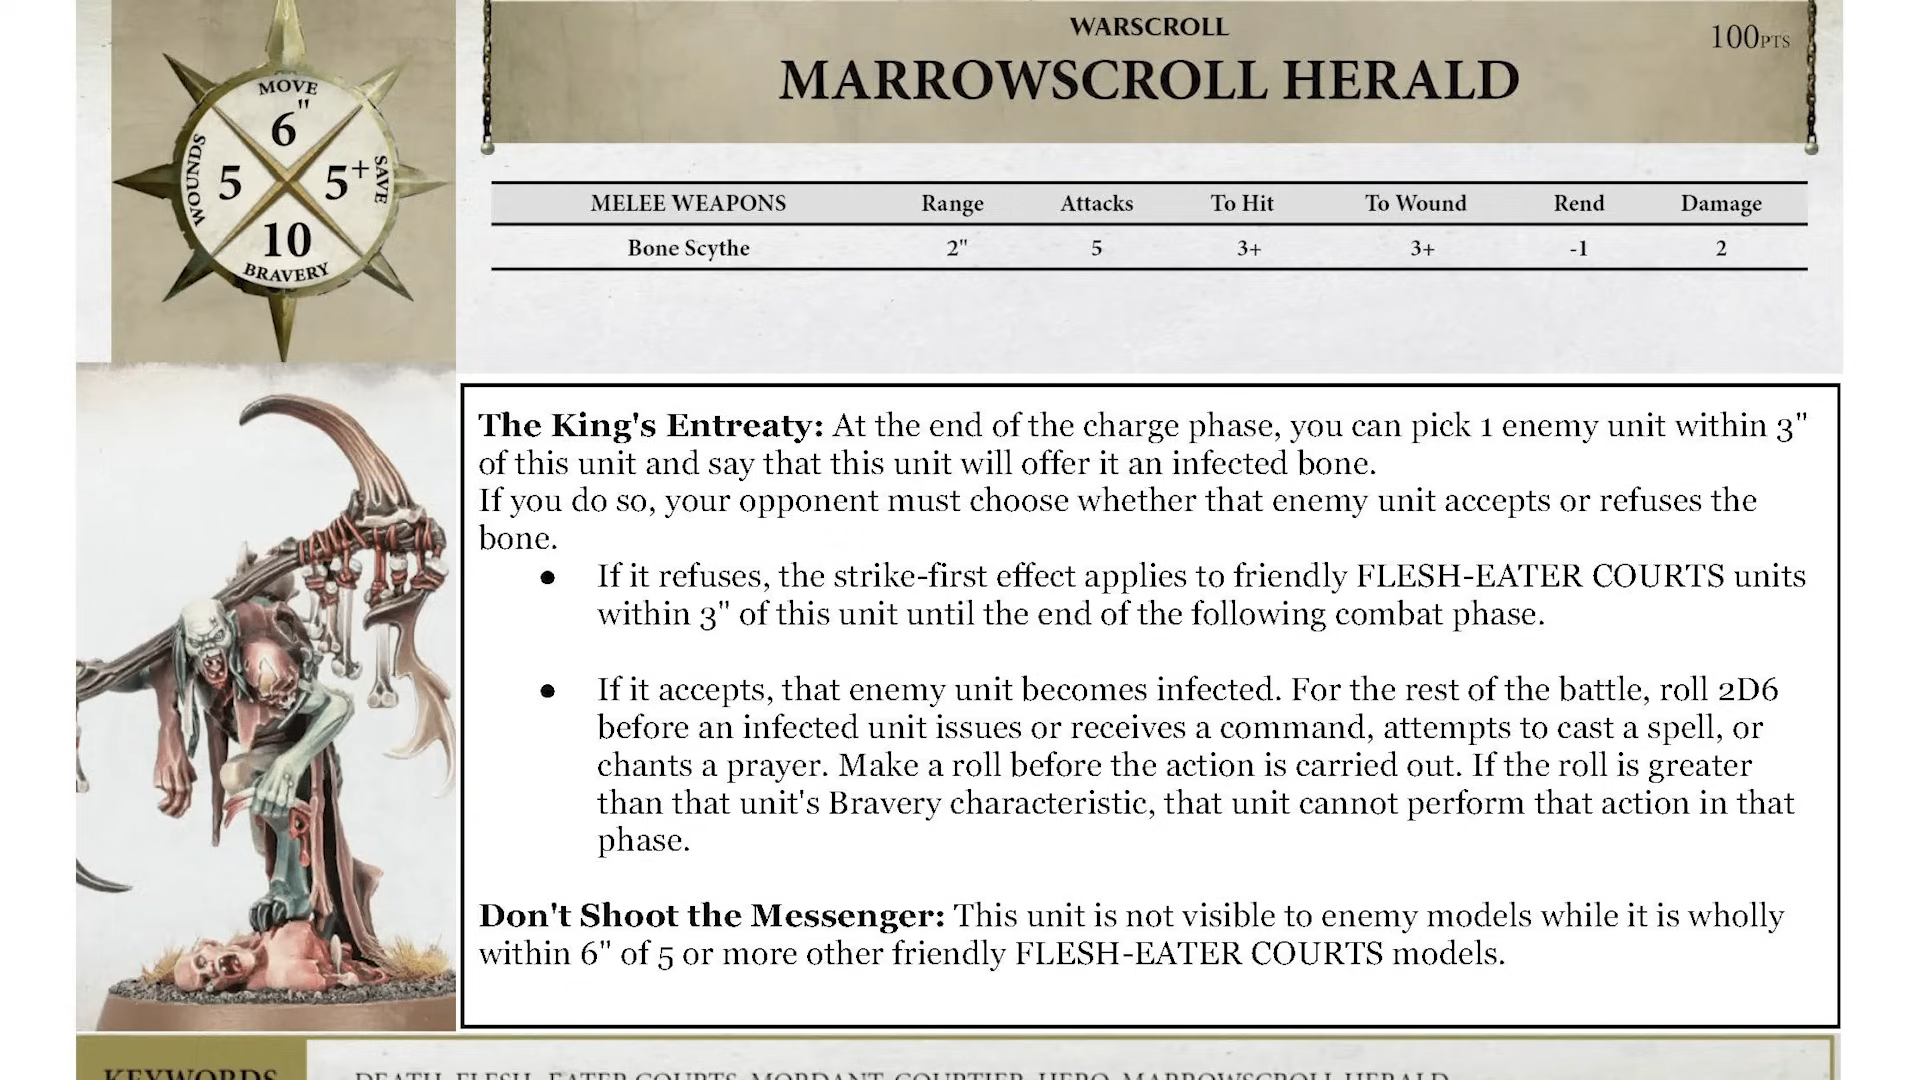 WARSCROLL
100PTS
MARROWSCROLL HERALD
MOVE
6"
WOUNDS
5
5+
SAVE
10
BRAVERY
MELEE WEAPONS Range Attacks To Hit To Wound Rend Damage
Bone Scythe 2" 5 3+ 3+ -1 2
The King's Entreaty: At the end of the charge phase, you can pick 1 enemy unit within 3"
of this unit and say that this unit will offer it an infected bone.
If you do so, your opponent must choose whether that enemy unit accepts or refuses the
bone.
● If it refuses, the strike-first effect applies to friendly FLESH-EATER COURTS units
within 3" of this unit until the end of the following combat phase.
● If it accepts, that enemy unit becomes infected. For the rest of the battle, roll 2D6
before an infected unit issues or receives a command, attempts to cast a spell, or
chants a prayer. Make a roll before the action is carried out. If the roll is greater
than that unit's Bravery characteristic, that unit cannot perform that action in that
phase.
Don't Shoot the Messenger: This unit is not visible to enemy models while it is wholly
within 6" of 5 or more other friendly FLESH-EATER COURTS models.
KEYWORDS
DEATH, FLESH-EATER COURTS, MORDANT, COURTIER, HERO, MARROWSCROLL HERALD